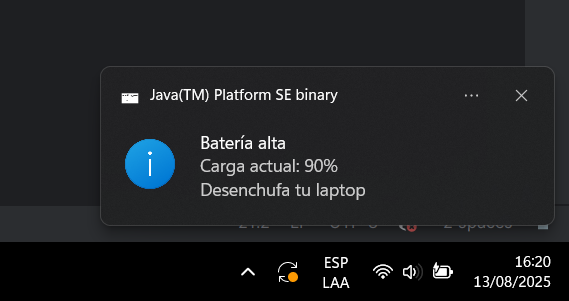 Java(TM) Platform SE binary
Batería alta
Carga actual: 90%
Desenchufa tu laptop
ESP
LAA
16:20
13/08/2025